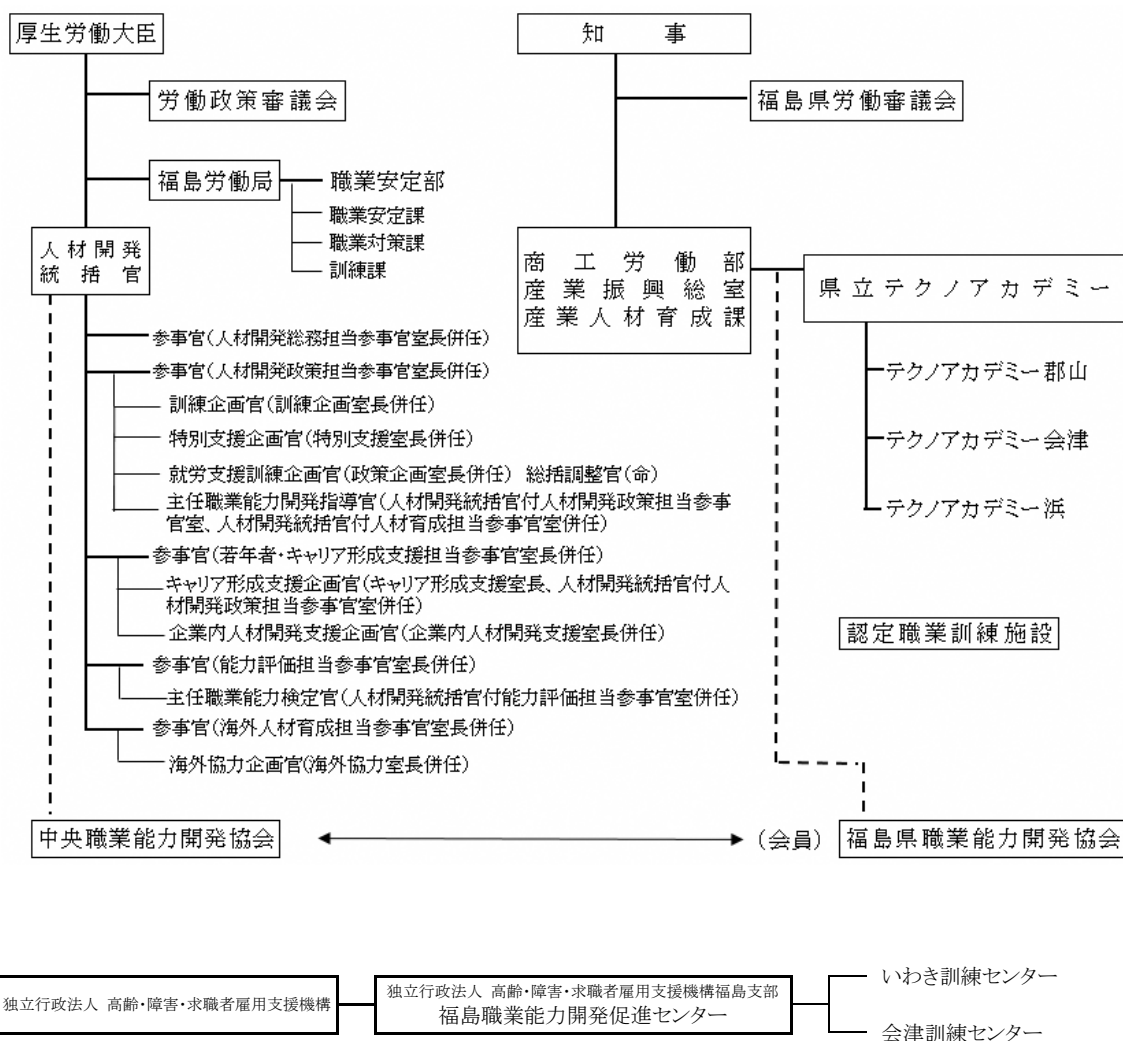 厚生労働大臣
労働政策審議会
福島労働局
職業安定部
職業安定課
職業対策課
訓練課
人材開発
統括官
参事官(人材開発総務担当参事官室長併任)
参事官(人材開発政策担当参事官室長併任)
訓練企画官(訓練企画室長併任)
特別支援企画官(特別支援室長併任)
就労支援訓練企画官(政策企画室長併任) 総括調整官(命)
主任職業能力開発指導官(人材開発統括官付人材開発政策担当参事
官室、人材開発統括官付人材育成担当参事官室併任)
参事官(若年者・キャリア形成支援担当参事官室長併任)
キャリア形成支援企画官(キャリア形成支援室長、人材開発統括官付人
材開発政策担当参事官室併任)
企業内人材開発支援企画官(企業内人材開発支援室長併任)
参事官(能力評価担当参事官室長併任)
主任職業能力検定官(人材開発統括官付能力評価担当参事官室併任)
参事官(海外人材育成担当参事官室長併任)
海外協力企画官(海外協力室長併任)
中央職業能力開発協会
知事
福島県労働審議会
商工労働部
産業振興総室
産業人材育成課
県立テクノアカデミー
テクノアカデミー郡山
テクノアカデミー会津
テクノアカデミー浜
認定職業訓練施設
(会員)
福島県職業能力開発協会
独立行政法人 高齢・障害・求職者雇用支援機構
独立行政法人 高齢・障害・求職者雇用支援機構福島支部
福島職業能力開発促進センター
いわき訓練センター
会津訓練センター